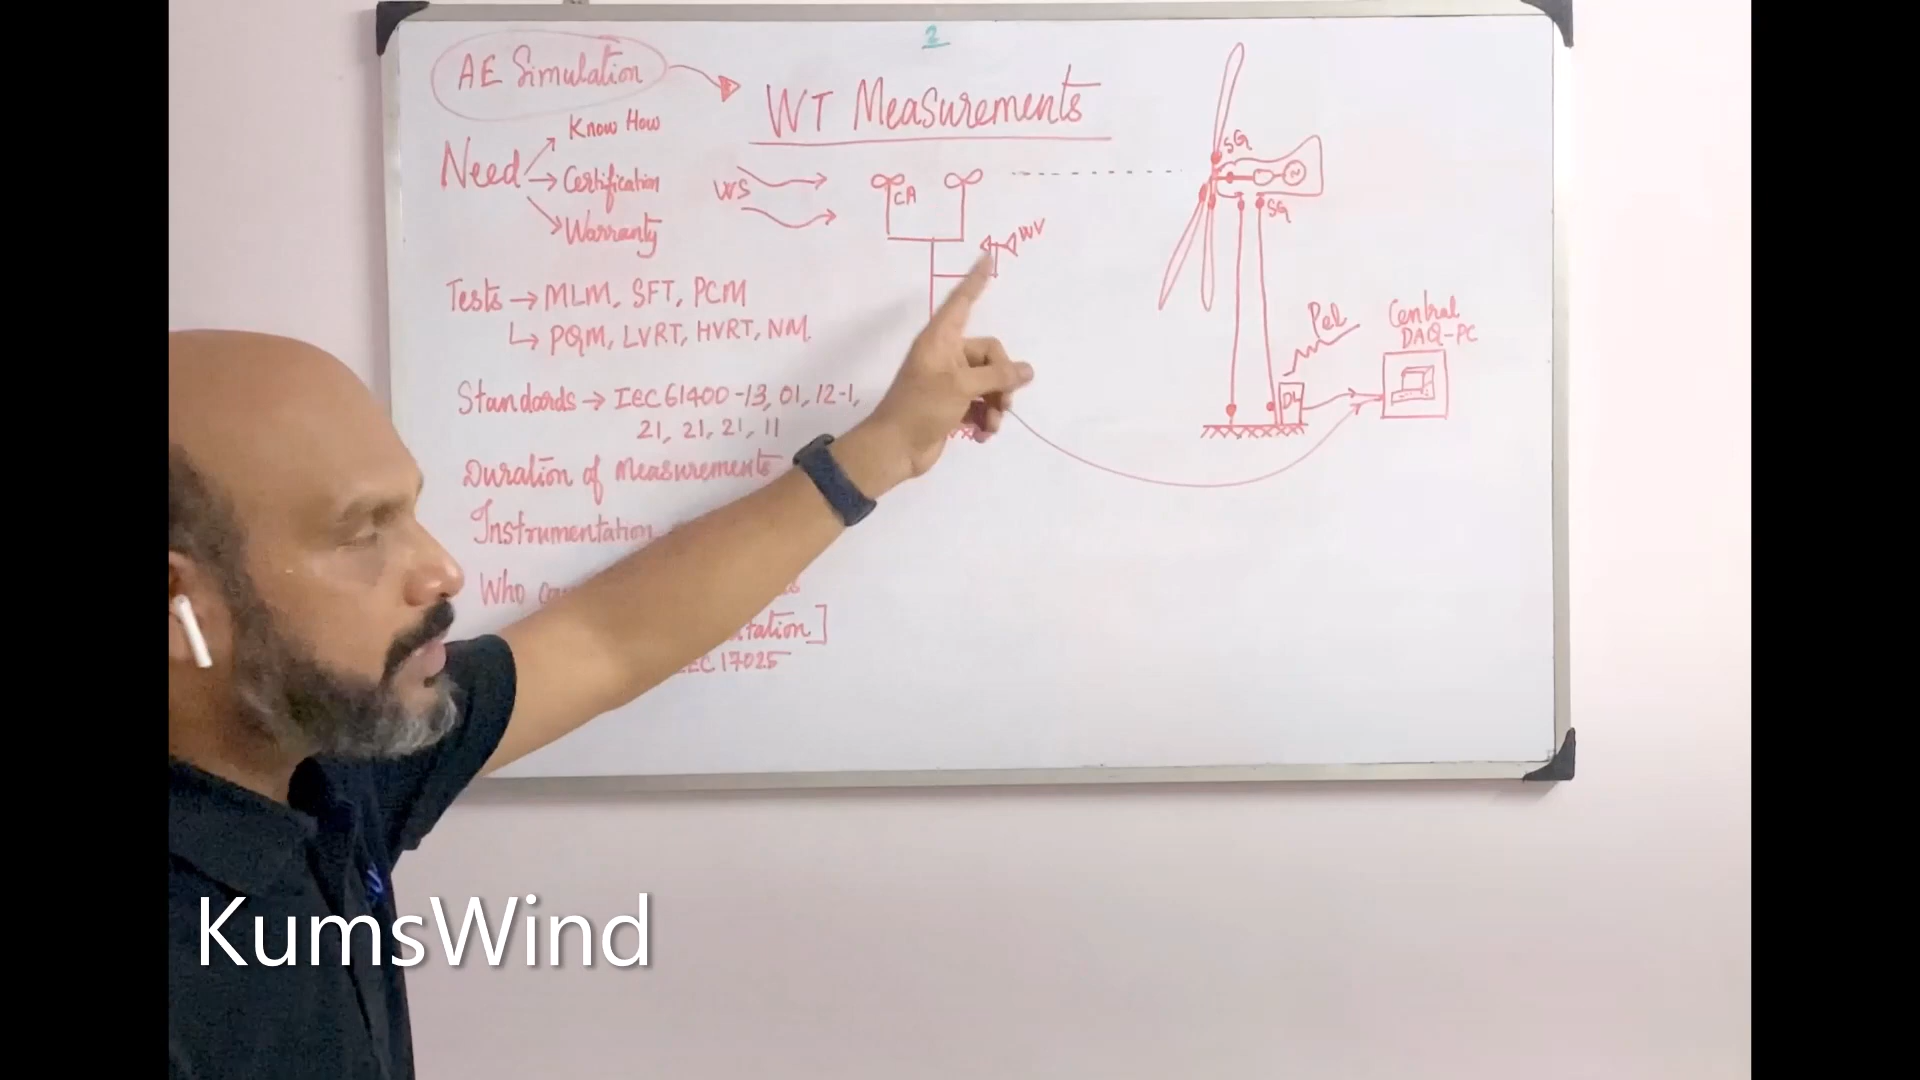 2
AE Simulation
WT Measurements
Need
Know How
Certification
Warranty
WS
CA
WV
SG
N
SG
Tests → MLM, SFT, PCM
↳ PQM, LVRT, HVRT, NM.
Standards → IEC 61400-13, 01, 12-1,
21, 21, 21, 11
Duration of measurements
Instrumentation
Who
tation]
IEC 17025
Pel
DL
Central
DAQ-PC
KumsWind